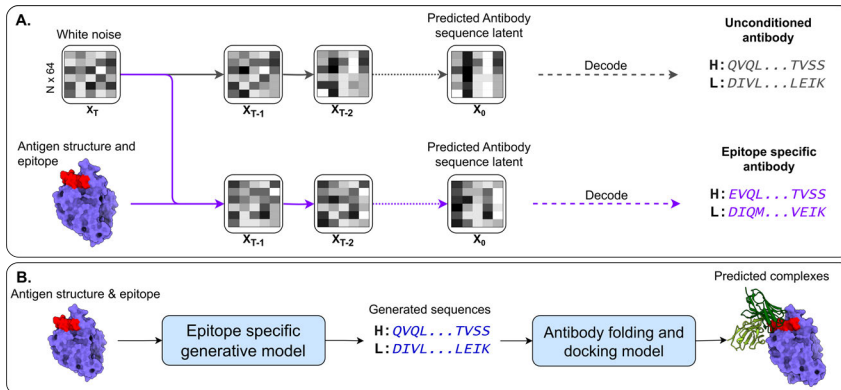 A.
White noise
N x 64
X_T
X_T-1
X_T-2
Predicted Antibody
sequence latent
X_0
Decode
Unconditioned
antibody
H: QVQL...TVSS
L: DIVL...LEIK
Antigen structure and
epitope
X_T-1
X_T-2
Predicted Antibody
sequence latent
X_0
Decode
Epitope specific
antibody
H: EVQL...TVSS
L: DIQM...VEIK
B.
Antigen structure & epitope
Epitope specific
generative model
Generated sequences
H: QVQL...TVSS
L: DIVL...LEIK
Antibody folding and
docking model
Predicted complexes